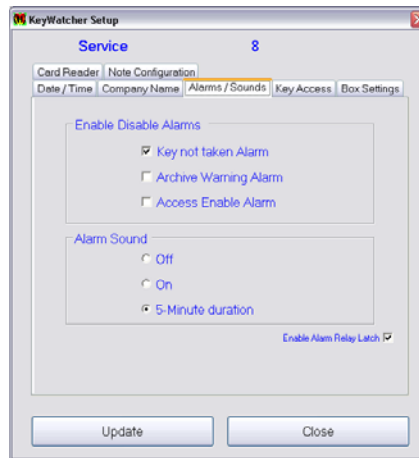 KeyWatcher Setup
Service 8
Card Reader Note Configuration
Date / Time Company Name Alarms / Sounds Key Access Box Settings
Enable Disable Alarms
Key not taken Alarm
Archive Warning Alarm
Access Enable Alarm
Alarm Sound
Off
On
5-Minute duration
Enable Alarm Relay Latch
Update Close